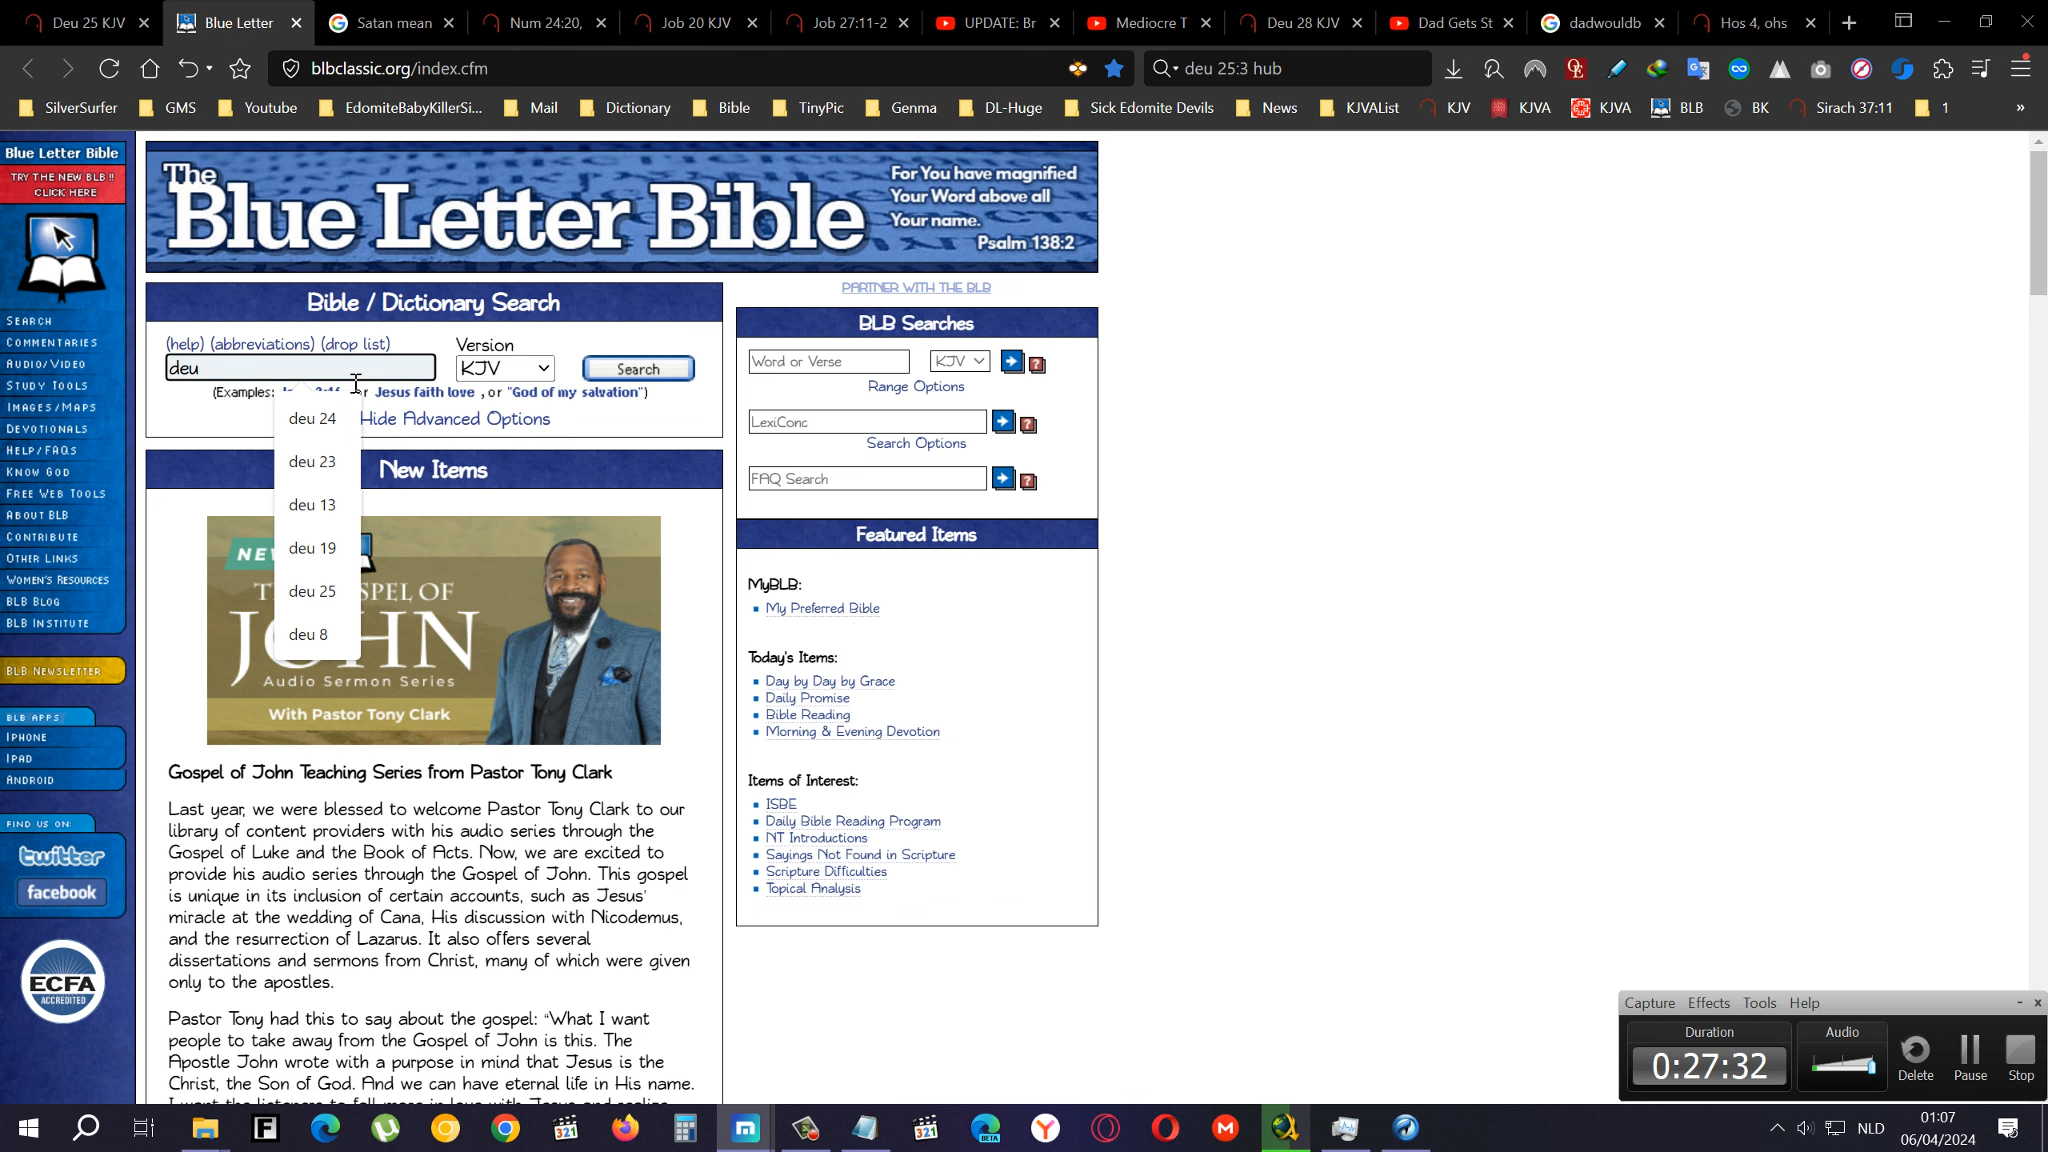 Deu 25 KJV
Blue Letter
Satan mean
Num 24:20,
Job 20 KJV
Job 27:11-2
UPDATE: Br
Mediocre T
Deu 28 KJV
Dad Gets St
dadwouldb
Hos 4, ohs
blbclassic.org/index.cfm
deu 25:3 hub
SilverSurfer
GMS
Youtube
EdomiteBabyKillerSi...
Mail
Dictionary
Bible
TinyPic
Genma
DL-Huge
Sick Edomite Devils
News
KJVAList
KJV
KJVA
KJVA
BLB
BK
Sirach 37:11
1
»
Blue Letter Bible
TRY THE NEW BLB !!
CLICK HERE
SEARCH
COMMENTARIES
AUDIO/VIDEO
STUDY TOOLS
IMAGES/MAPS
DEVOTIONALS
HELP/FAQS
KNOW GOD
FREE WEB TOOLS
ABOUT BLB
CONTRIBUTE
OTHER LINKS
WOMEN'S RESOURCES
BLB BLOG
BLB INSTITUTE
BLB NEWSLETTER
BLB APPS
IPHONE
IPAD
ANDROID
FIND US ON:
twitter
facebook
ECFA
ACCREDITED
The
Blue Letter Bible
For You have magnified
Your Word above all
Your name.
Psalm 138:2
Bible / Dictionary Search
(help) (abbreviations) (drop list)
Version
deu
KJV
Search
(Examples: or Jesus faith love , or "God of my salvation")
Hide Advanced Options
deu 24
deu 23
deu 13
deu 19
deu 25
deu 8
New Items
JOHN
Audio Sermon Series
With Pastor Tony Clark
Gospel of John Teaching Series from Pastor Tony Clark
Last year, we were blessed to welcome Pastor Tony Clark to our
library of content providers with his audio series through the
Gospel of Luke and the Book of Acts. Now, we are excited to
provide his audio series through the Gospel of John. This gospel
is unique in its inclusion of certain accounts, such as Jesus'
miracle at the wedding of Cana, His discussion with Nicodemus,
and the resurrection of Lazarus. It also offers several
dissertations and sermons from Christ, many of which were given
only to the apostles.
Pastor Tony had this to say about the gospel: "What I want
people to take away from the Gospel of John is this. The
Apostle John wrote with a purpose in mind that Jesus is the
Christ, the Son of God. And we can have eternal life in His name.
PARTNER WITH THE BLB
BLB Searches
Word or Verse
KJV
Range Options
LexiConc
Search Options
FAQ Search
Featured Items
MyBLB:
My Preferred Bible
Today's Items:
Day by Day by Grace
Daily Promise
Bible Reading
Morning & Evening Devotion
Items of Interest:
ISBE
Daily Bible Reading Program
NT Introductions
Sayings Not Found in Scripture
Scripture Difficulties
Topical Analysis
Capture Effects Tools Help
Duration
Audio
0:27:32
Delete
Pause
Stop
NLD
01:07
06/04/2024